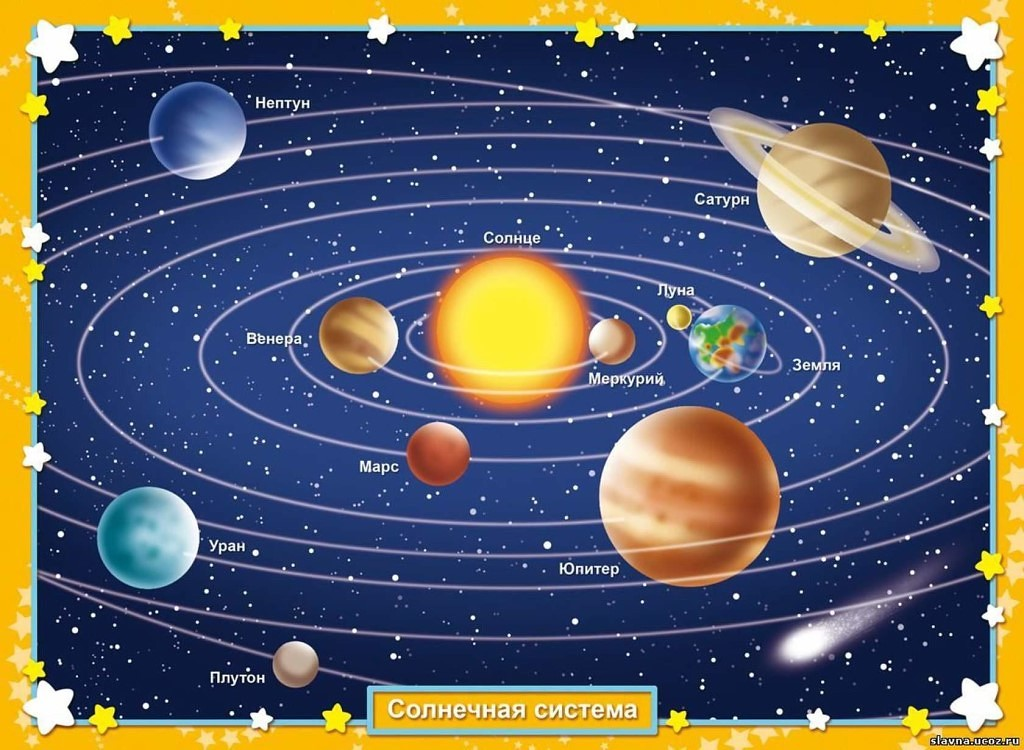 Нептун
Сатурн
Солнце
Луна
Венера
Земля
Меркурий
Марс
Уран
Юпитер
Плутон
Солнечная система
slavna.ucoz.ru